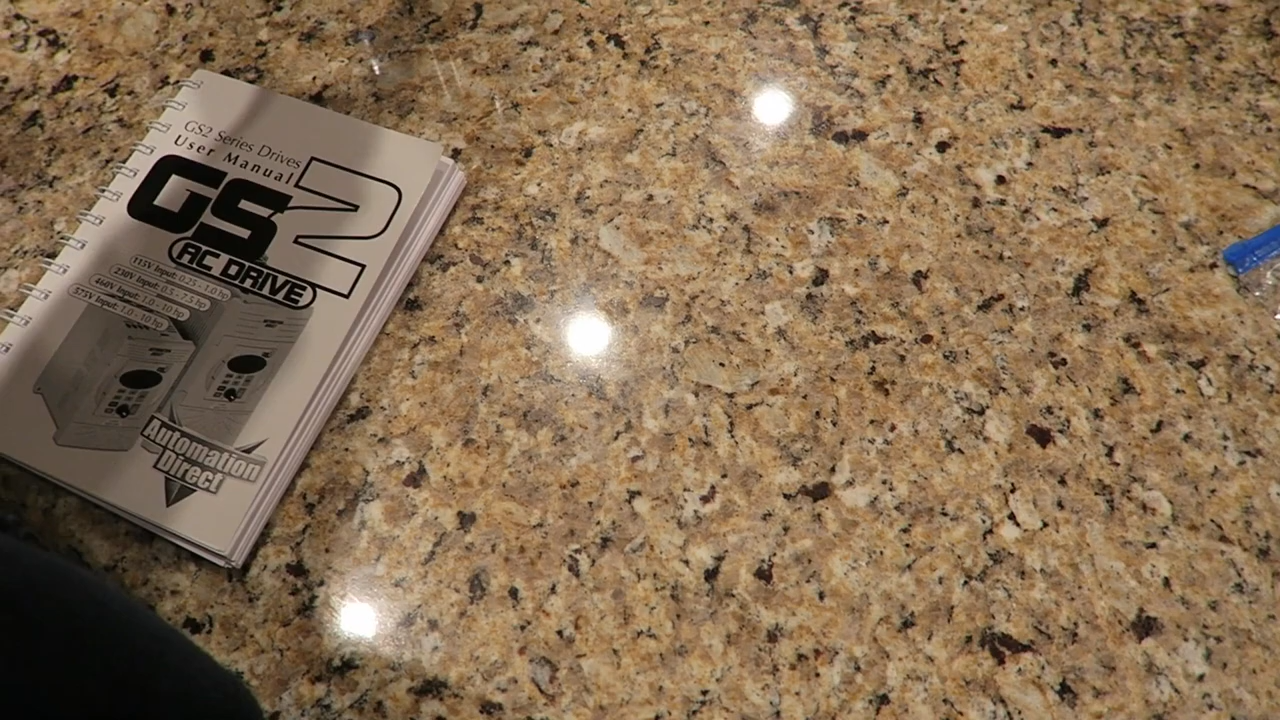 GS2 Series Drives
User Manual
GS2
AC DRIVE
115V Input: 0.25 - 1.0 hp
230V Input: 0.5 - 7.5 hp
460V Input: 1.0 - 10 hp
575V Input: 1.0 - 10 hp
Automation
Direct